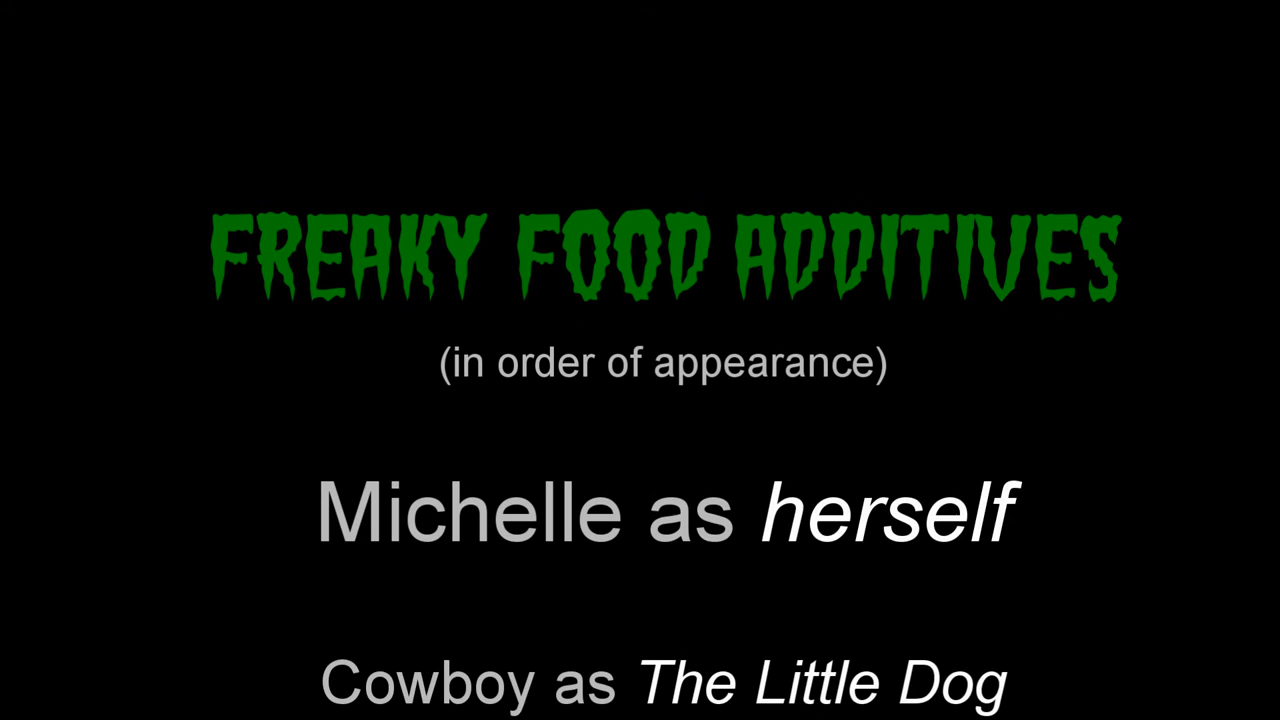 FREAKY FOOD ADDITIVES
(in order of appearance)
Michelle as herself
Cowboy as The Little Dog